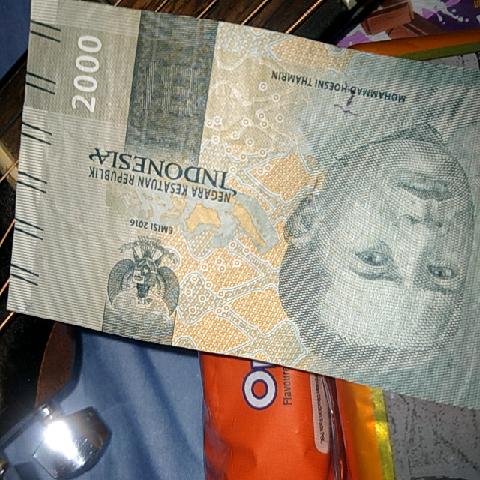 2000
MOHAMMAD HOESNI THAMRIN
NEGARA KESATUAN REPUBLIK
INDONESIA
EMISI 2016